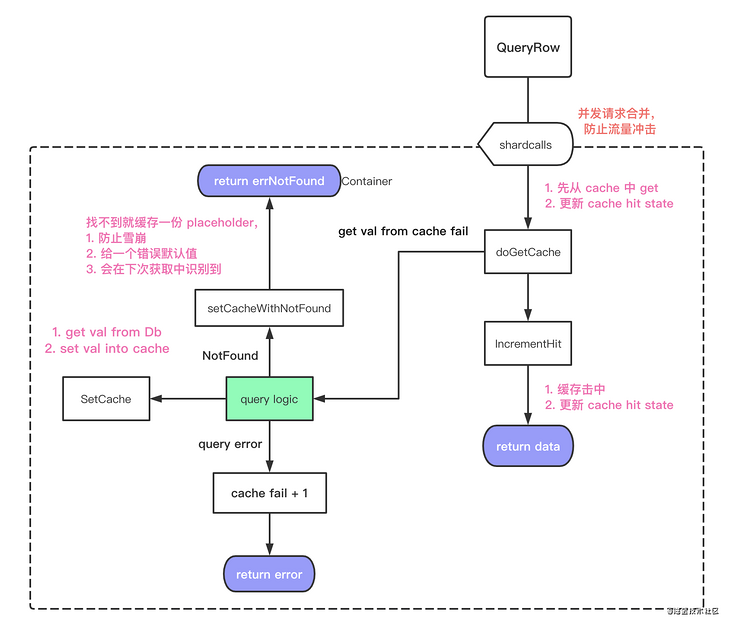 QueryRow
并发请求合并，
防止流量冲击
shardcalls
return errNotFound
Container
1. 先从 cache 中 get
2. 更新 cache hit state
找不到就缓存一份 placeholder，
1. 防止雪崩
2. 给一个错误默认值
3. 会在下次获取中识别到
get val from cache fail
doGetCache
setCacheWithNotFound
1. get val from Db
2. set val into cache
NotFound
IncrementHit
SetCache
query logic
1. 缓存击中
2. 更新 cache hit state
query error
return data
cache fail + 1
return error
@掘金技术社区